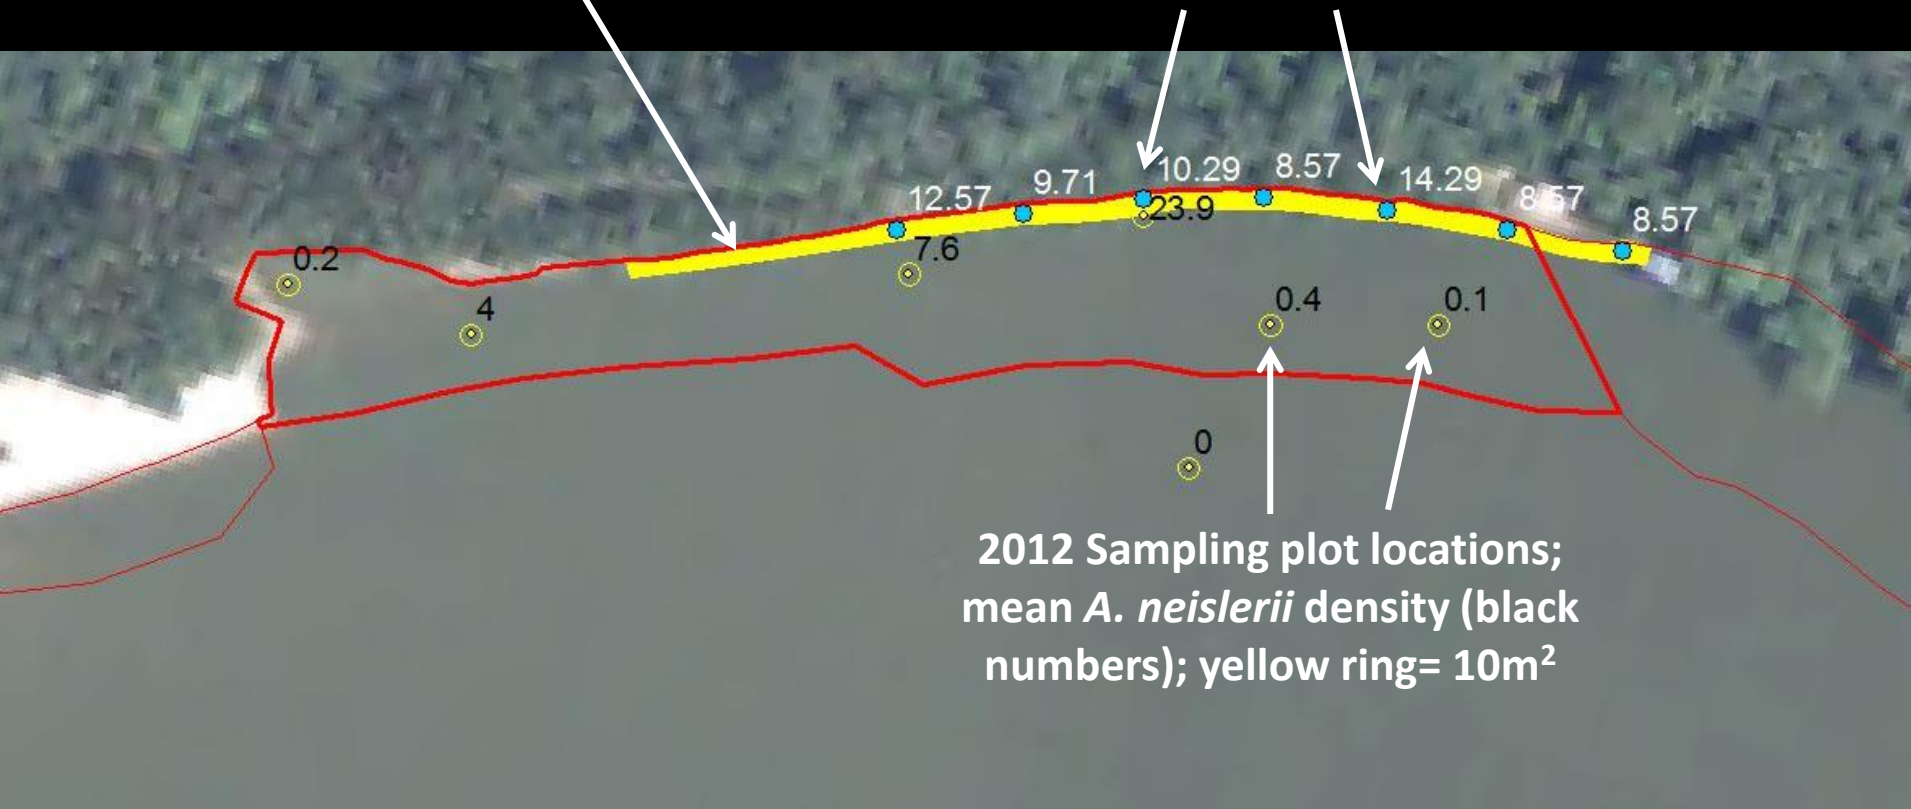 10.29 8.57 14.29
12.57 9.71 8.57 8.57
23.9
7.6
0.2
4
0.4 0.1
0
2012 Sampling plot locations;
mean A. neislerii density (black
numbers); yellow ring= 10m²